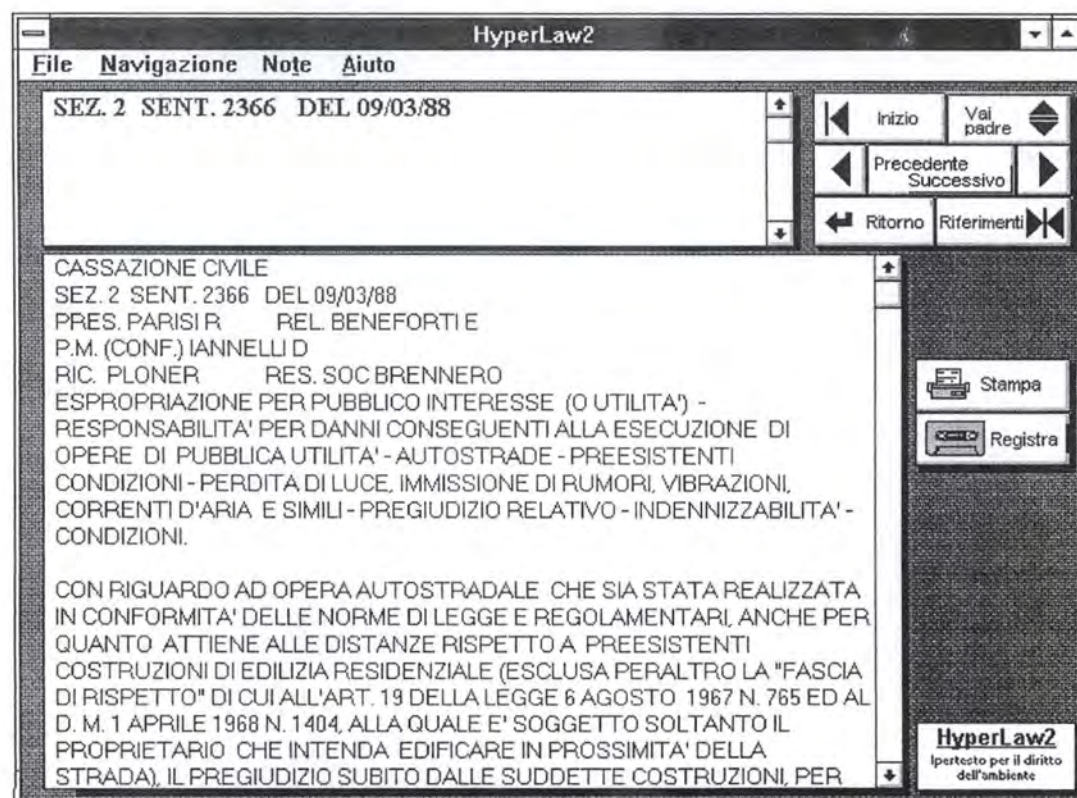 HyperLaw2
File Navigazione Note Aiuto
SEZ. 2 SENT. 2366 DEL 09/03/88
Inizio
Vai padre
Precedente
Successivo
Ritorno
Riferimenti
CASSAZIONE CIVILE
SEZ. 2 SENT. 2366 DEL 09/03/88
PRES. PARISI R REL. BENEFORTI E
P.M. (CONF.) IANNELLI D
RIC. PLONER RES. SOC BRENNERO
ESPROPRIAZIONE PER PUBBLICO INTERESSE (O UTILITA') -
RESPONSABILITA' PER DANNI CONSEGUENTI ALLA ESECUZIONE DI
OPERE DI PUBBLICA UTILITA' - AUTOSTRADE - PREESISTENTI
CONDIZIONI - PERDITA DI LUCE, IMMISSIONE DI RUMORI, VIBRAZIONI,
CORRENTI D'ARIA E SIMILI - PREGIUDIZIO RELATIVO - INDENNIZZABILITA' -
CONDIZIONI.
CON RIGUARDO AD OPERA AUTOSTRADALE CHE SIA STATA REALIZZATA
IN CONFORMITA' DELLE NORME DI LEGGE E REGOLAMENTARI, ANCHE PER
QUANTO ATTIENE ALLE DISTANZE RISPETTO A PREESISTENTI
COSTRUZIONI DI EDILIZIA RESIDENZIALE (ESCLUSA PERALTRO LA "FASCIA
DI RISPETTO" DI CUI ALL'ART. 19 DELLA LEGGE 6 AGOSTO 1967 N. 765 ED AL
D. M. 1 APRILE 1968 N. 1404, ALLA QUALE E' SOGGETTO SOLTANTO IL
PROPRIETARIO CHE INTENDA EDIFICARE IN PROSSIMITA' DELLA
STRADA), IL PREGIUDIZIO SUBITO DALLE SUDDETTE COSTRUZIONI, PER
Stampa
Registra
HyperLaw2
Ipertesto per il diritto
dell'ambiente